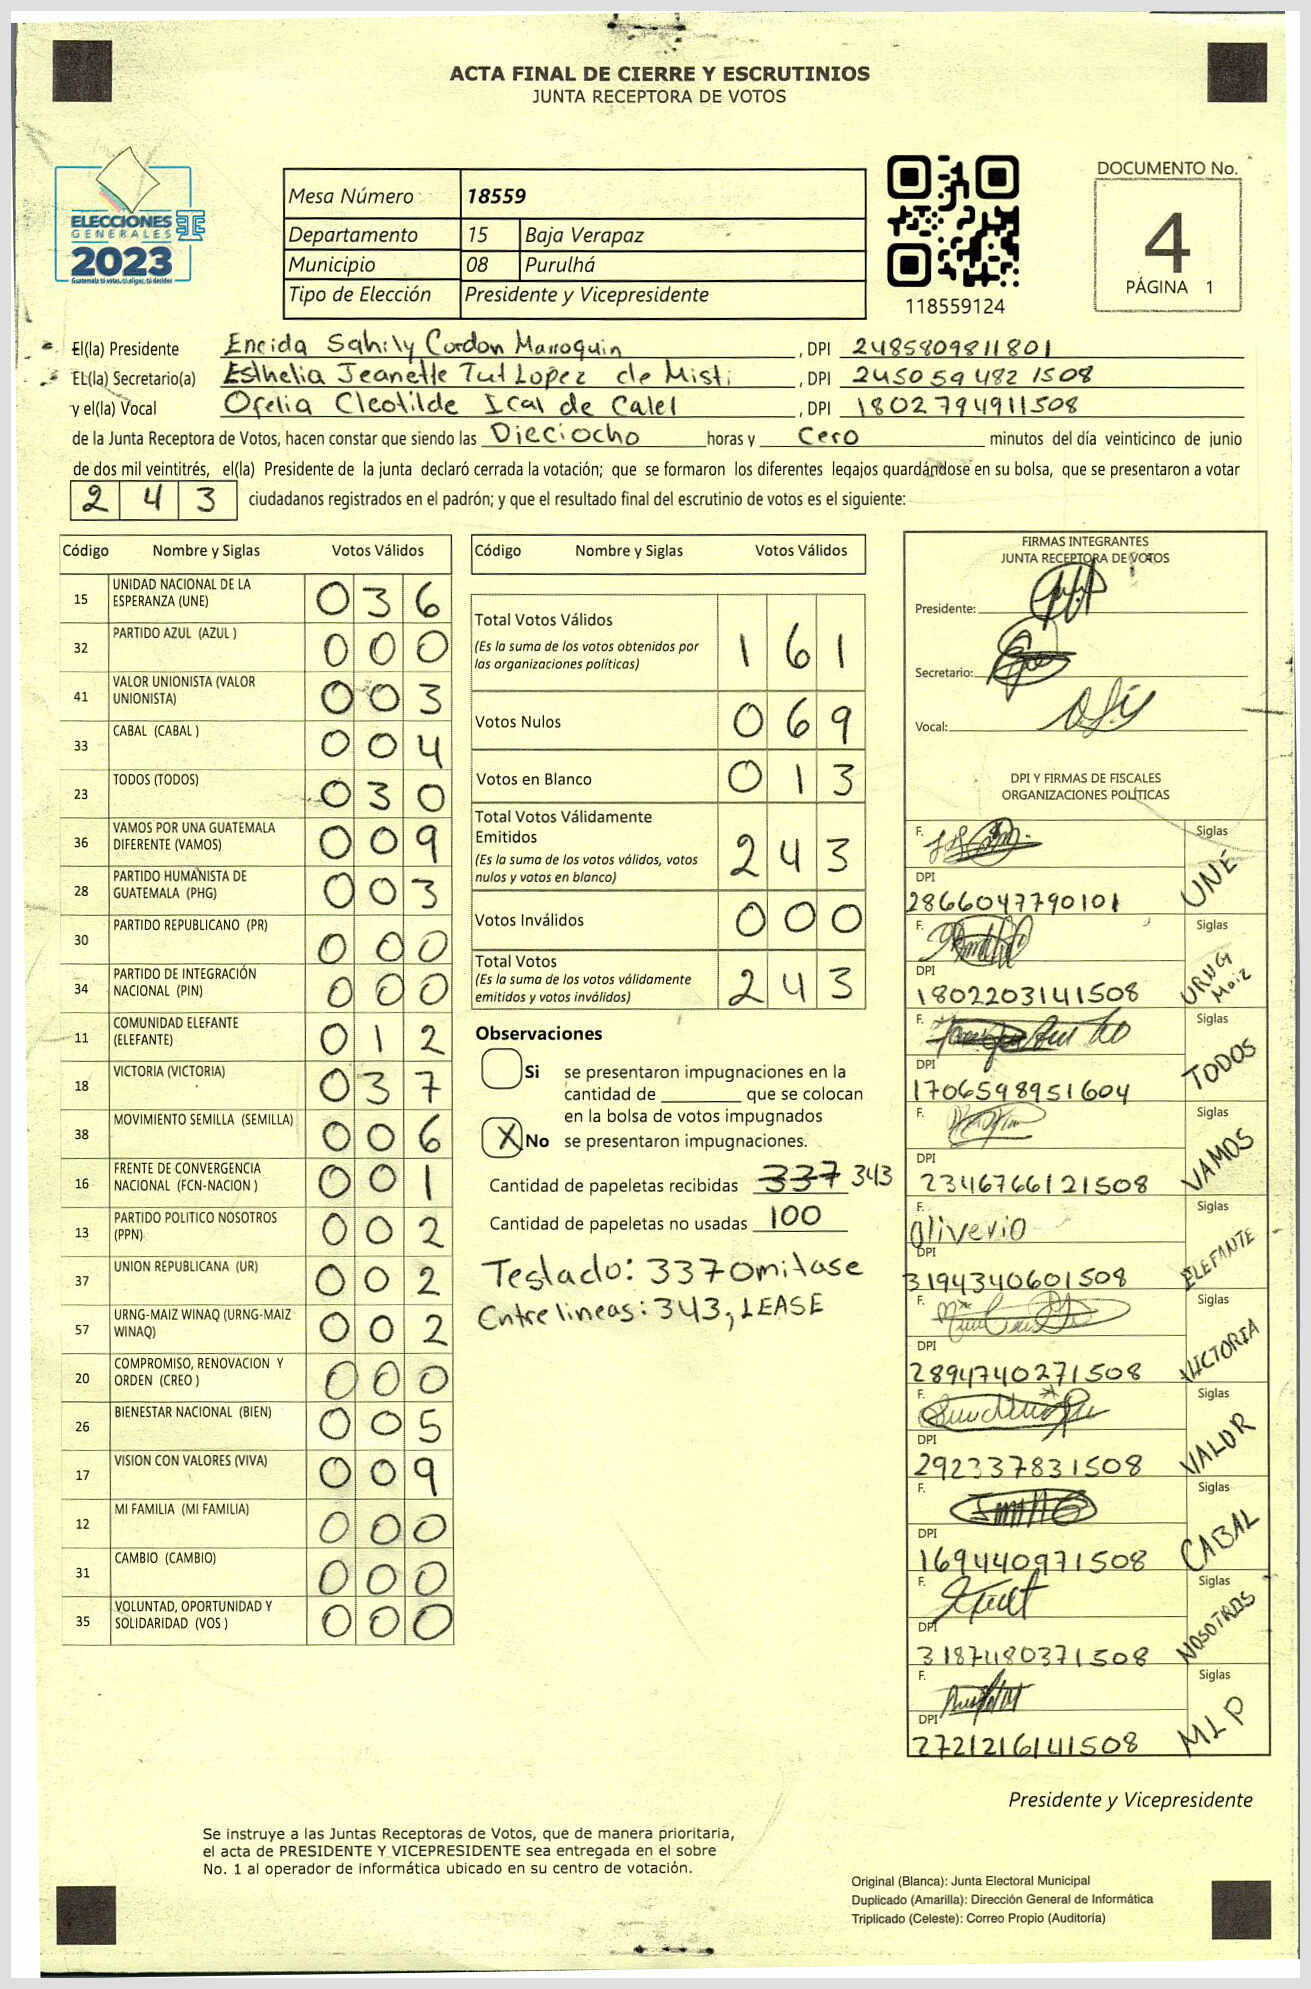 ACTA FINAL DE CIERRE Y ESCRUTINIOS
JUNTA RECEPTORA DE VOTOS
ELECCIONES
GENERALES
2023
Guatemala tú votas, tú eliges, tú decides
Mesa Número 18559
Departamento 15 Baja Verapaz
Municipio 08 Purulhá
Tipo de Elección Presidente y Vicepresidente
118559124
DOCUMENTO No.
4
PÁGINA 1
El(la) Presidente Eneida Sahily Cordon Marroquin, DPI 2485809811801
EL(la) Secretario(a) Esthelia Jeanette Tut Lopez de Misti, DPI 2450594821508
y el(la) Vocal Ofelia Cleotilde Ical de Calel, DPI 1802794911508
de la Junta Receptora de Votos, hacen constar que siendo las Dieciocho horas y Cero minutos del día veinticinco de junio
de dos mil veintitrés, el(la) Presidente de la junta declaró cerrada la votación; que se formaron los diferentes legajos quardándose en su bolsa, que se presentaron a votar
243 ciudadanos registrados en el padrón; y que el resultado final del escrutinio de votos es el siguiente:
Código Nombre y Siglas Votos Válidos
15 UNIDAD NACIONAL DE LA ESPERANZA (UNE) 036
32 PARTIDO AZUL (AZUL ) 000
41 VALOR UNIONISTA (VALOR UNIONISTA) 003
33 CABAL (CABAL ) 004
23 TODOS (TODOS) 030
36 VAMOS POR UNA GUATEMALA DIFERENTE (VAMOS) 009
28 PARTIDO HUMANISTA DE GUATEMALA (PHG) 003
30 PARTIDO REPUBLICANO (PR) 000
34 PARTIDO DE INTEGRACIÓN NACIONAL (PIN) 000
11 COMUNIDAD ELEFANTE (ELEFANTE) 012
18 VICTORIA (VICTORIA) 037
38 MOVIMIENTO SEMILLA (SEMILLA) 006
16 FRENTE DE CONVERGENCIA NACIONAL (FCN-NACION ) 001
13 PARTIDO POLITICO NOSOTROS (PPN) 002
37 UNION REPUBLICANA (UR) 002
57 URNG-MAIZ WINAQ (URNG-MAIZ WINAQ) 002
20 COMPROMISO, RENOVACION Y ORDEN (CREO ) 000
26 BIENESTAR NACIONAL (BIEN) 005
17 VISION CON VALORES (VIVA) 009
12 MI FAMILIA (MI FAMILIA) 000
31 CAMBIO (CAMBIO) 000
35 VOLUNTAD, OPORTUNIDAD Y SOLIDARIDAD (VOS ) 000
Código Nombre y Siglas Votos Válidos
Total Votos Válidos 161
(Es la suma de los votos obtenidos por
las organizaciones políticas)
Votos Nulos 069
Votos en Blanco 013
Total Votos Válidamente
Emitidos 243
(Es la suma de los votos válidos, votos
nulos y votos en blanco)
Votos Inválidos 000
Total Votos 243
(Es la suma de los votos válidamente
emitidos y votos inválidos)
Observaciones
Si se presentaron impugnaciones en la
cantidad de ________ que se colocan
en la bolsa de votos impugnados
X No se presentaron impugnaciones.
Cantidad de papeletas recibidas 337 343
Cantidad de papeletas no usadas 100
Testado: 337 Omitase
Entre lineas: 343, LEASE
FIRMAS INTEGRANTES
JUNTA RECEPTORA DE VOTOS
Presidente:
Secretario:
Vocal:
DPI Y FIRMAS DE FISCALES
ORGANIZACIONES POLÍTICAS
F. Siglas
DPI UNE
2866047790101
F. Siglas
DPI URNG Maiz
1802203141508
F. Siglas
DPI TODOS
1706598951604
F. Siglas
DPI VAMOS
2346766121508
F. Oliverio Siglas
DPI ELEFANTE
3194340601508
F. Siglas
DPI VICTORIA
2894740271508
F. Siglas
DPI VALOR
292337831508
F. Siglas
DPI CABAL
169440971508
F. Siglas
DPI NOSOTROS
3187480371508
F. Siglas
DPI MLP
2721216141508
Presidente y Vicepresidente
Se instruye a las Juntas Receptoras de Votos, que de manera prioritaria,
el acta de PRESIDENTE Y VICEPRESIDENTE sea entregada en el sobre
No. 1 al operador de informática ubicado en su centro de votación.
Original (Blanca): Junta Electoral Municipal
Duplicado (Amarilla): Dirección General de Informática
Triplicado (Celeste): Correo Propio (Auditoría)